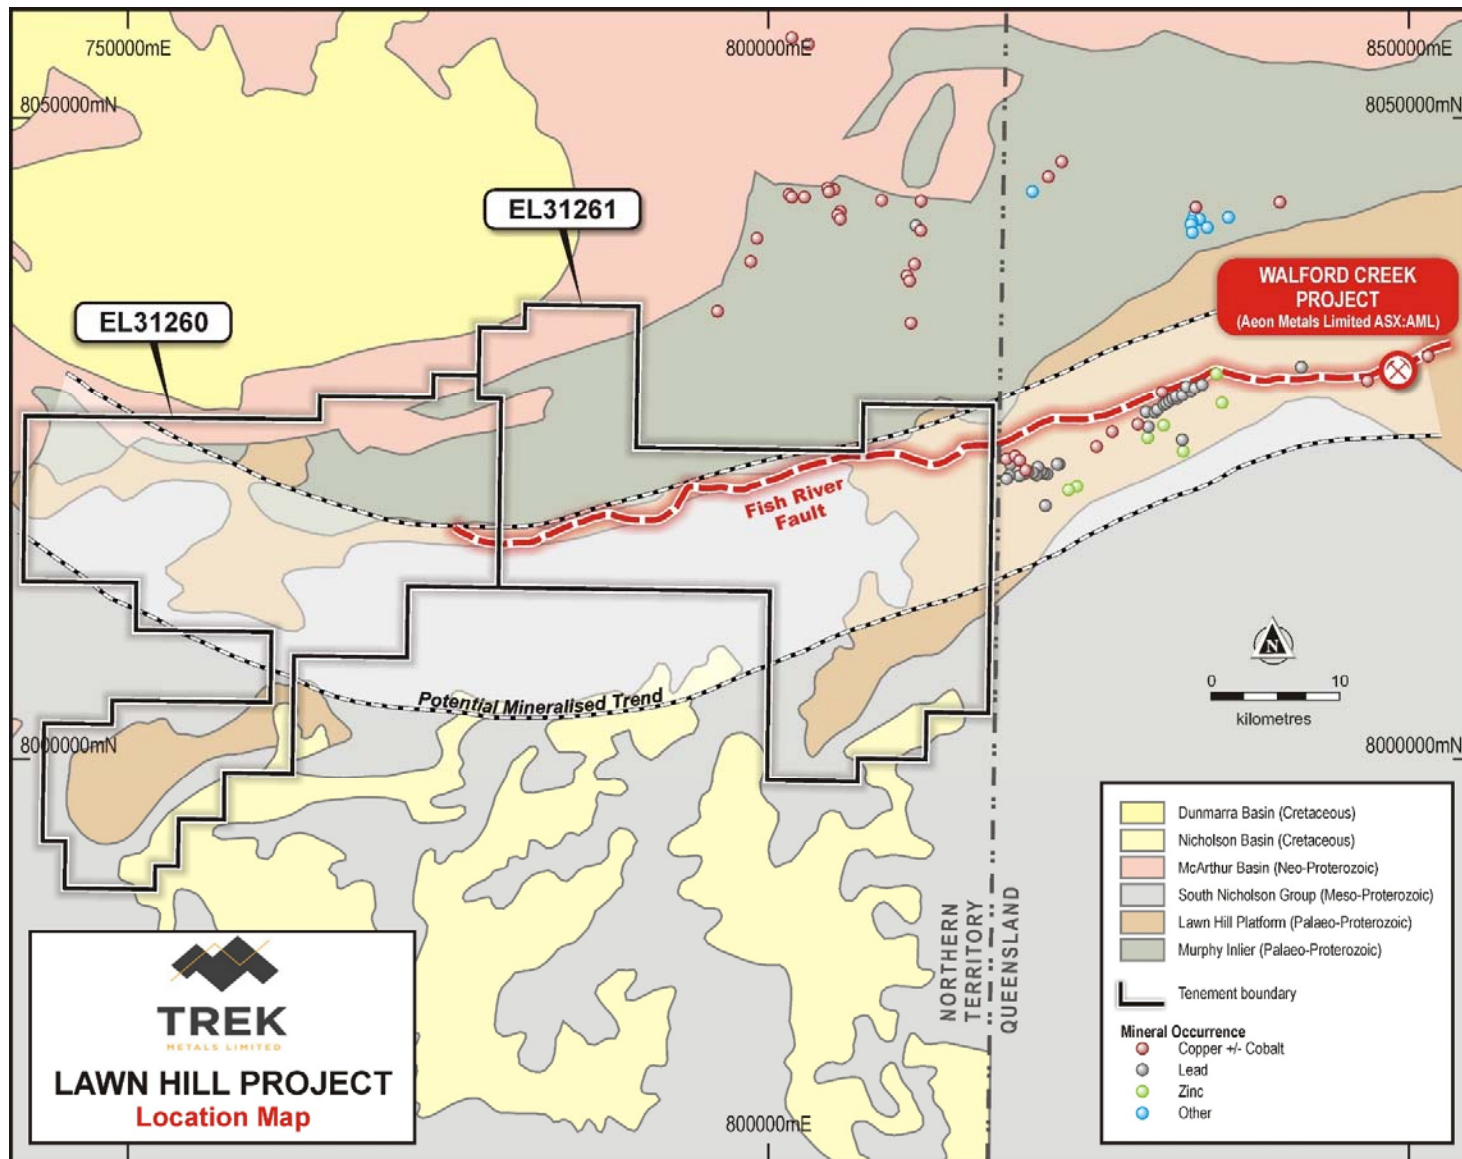 750000mE
800000mE
850000mE
8050000mN
8050000mN
EL31261
EL31260
WALFORD CREEK
PROJECT
(Aeon Metals Limited ASX:AML)
Fish River
Fault
N
0 10
kilometres
Potential Mineralised Trend
8000000mN
8000000mN
NORTHERN
TERRITORY
QUEENSLAND
Dunmarra Basin (Cretaceous)
Nicholson Basin (Cretaceous)
McArthur Basin (Neo-Proterozoic)
South Nicholson Group (Meso-Proterozoic)
Lawn Hill Platform (Palaeo-Proterozoic)
Murphy Inlier (Palaeo-Proterozoic)
Tenement boundary
Mineral Occurrence
Copper +/- Cobalt
Lead
Zinc
Other
TREK
METALS LIMITED
LAWN HILL PROJECT
Location Map
800000mE